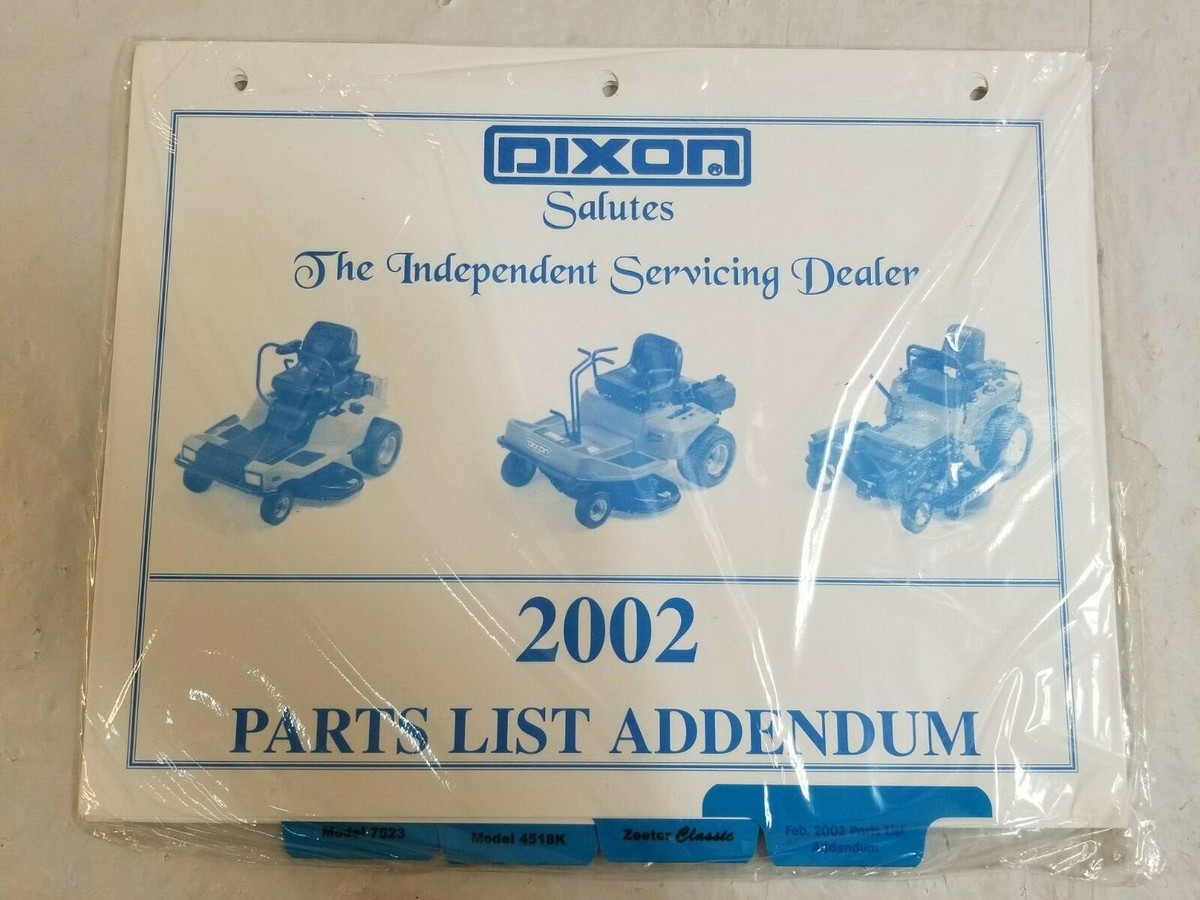 DIXON®
Salutes
The Independent Servicing Dealer
DIXON
2002
PARTS LIST ADDENDUM
Model 7523
Model 4518K
Zeeter Classic
Feb. 2002 Parts List
Addendum